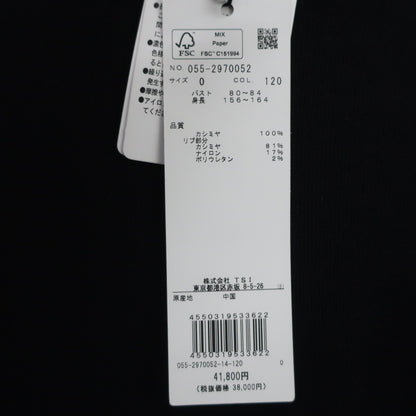 FSC
MIX
Paper
FSC™ C151994
NO. 055-2970052
サイズ 0 COL. 120
バスト 80〜84
身長 156〜164
品質
カシミヤ 100%
リブ部分
カシミヤ 81%
ナイロン 17%
ポリウレタン 2%
株式会社 TSI
東京都港区赤坂 8-5-26
原産地 中国
4550319533622
4550319533622
055-2970052-14-120 0
41,800円
(税抜価格 38,000円)